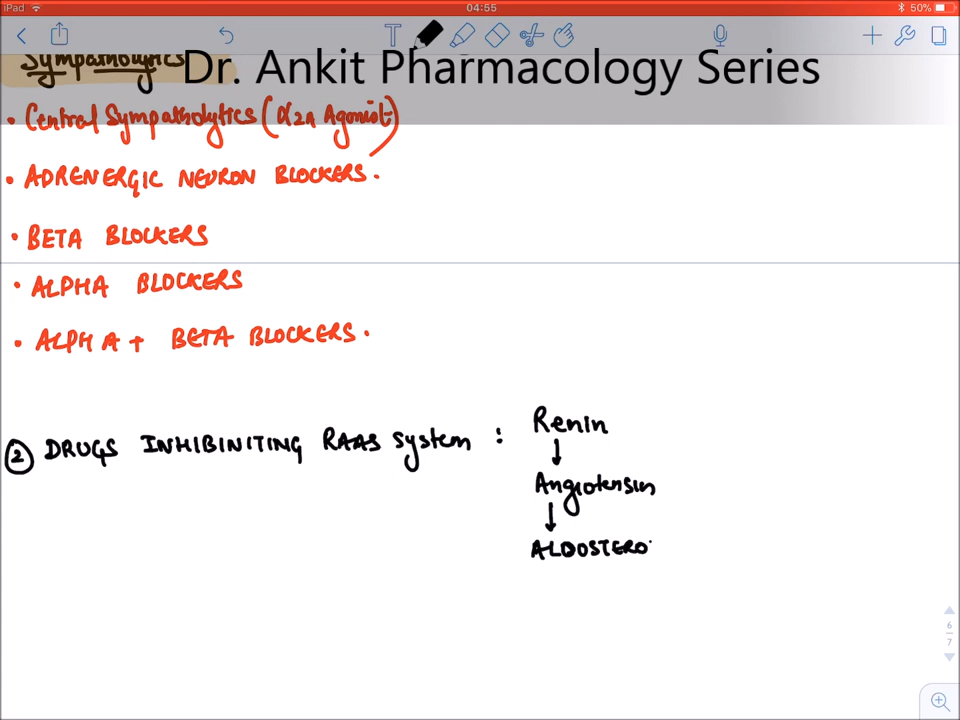 iPad 04:55 50%
Sympatholytics
Dr. Ankit Pharmacology Series
• Central Sympatholytics (α2A Agonist)
• ADRENERGIC NEURON BLOCKERS.
• BETA BLOCKERS
• ALPHA BLOCKERS
• ALPHA + BETA BLOCKERS.
② DRUGS INHIBINITING RAAS System :
Renin
↓
Angiotensin
↓
ALDOSTERO
6
7